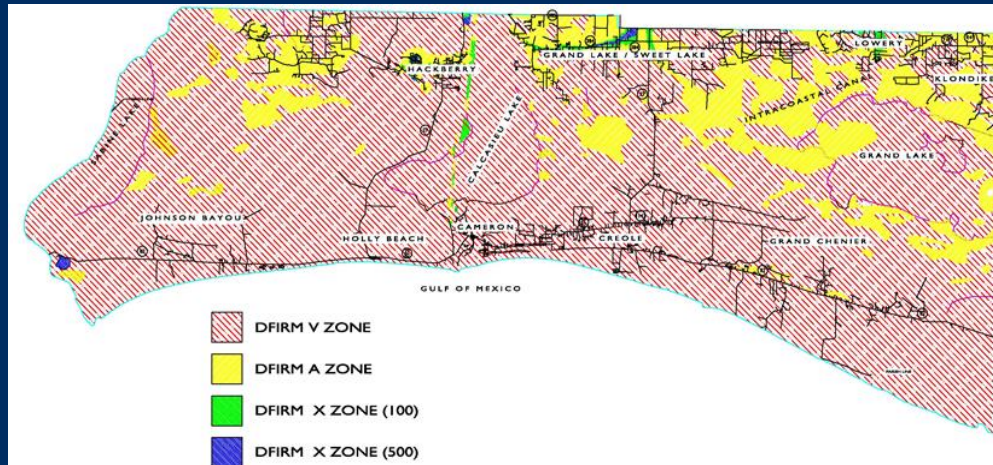 LOWERY
GRAND LAKE / SWEET LAKE
HACKBERRY
KLONDIKE
INTRACOASTAL CANAL
SABINE LAKE
CALCASIEU LAKE
GRAND LAKE
JOHNSON BAYOU
HOLLY BEACH
CAMERON
CREOLE
GRAND CHENIER
GULF OF MEXICO
DFIRM V ZONE
DFIRM A ZONE
DFIRM X ZONE (100)
DFIRM X ZONE (500)